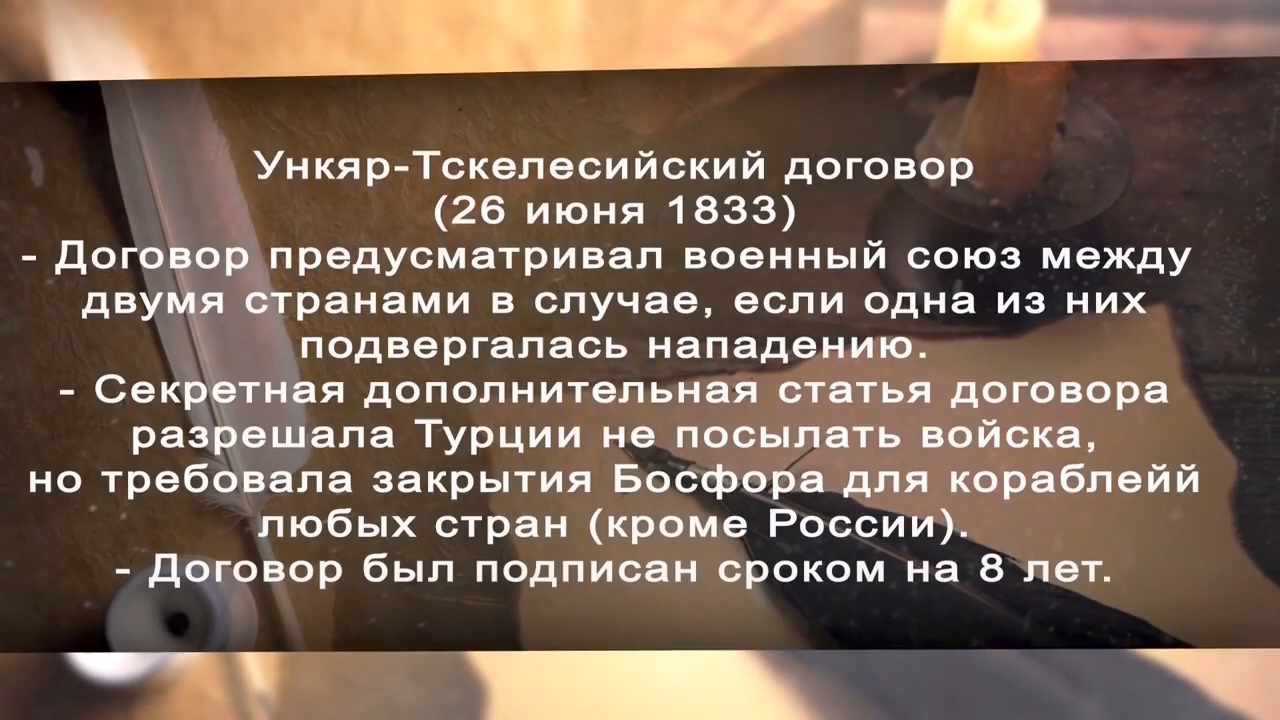 Ункяр-Тскелесийский договор
(26 июня 1833)
- Договор предусматривал военный союз между
двумя странами в случае, если одна из них
подвергалась нападению.
- Секретная дополнительная статья договора
разрешала Турции не посылать войска,
но требовала закрытия Босфора для кораблейй
любых стран (кроме России).
- Договор был подписан сроком на 8 лет.